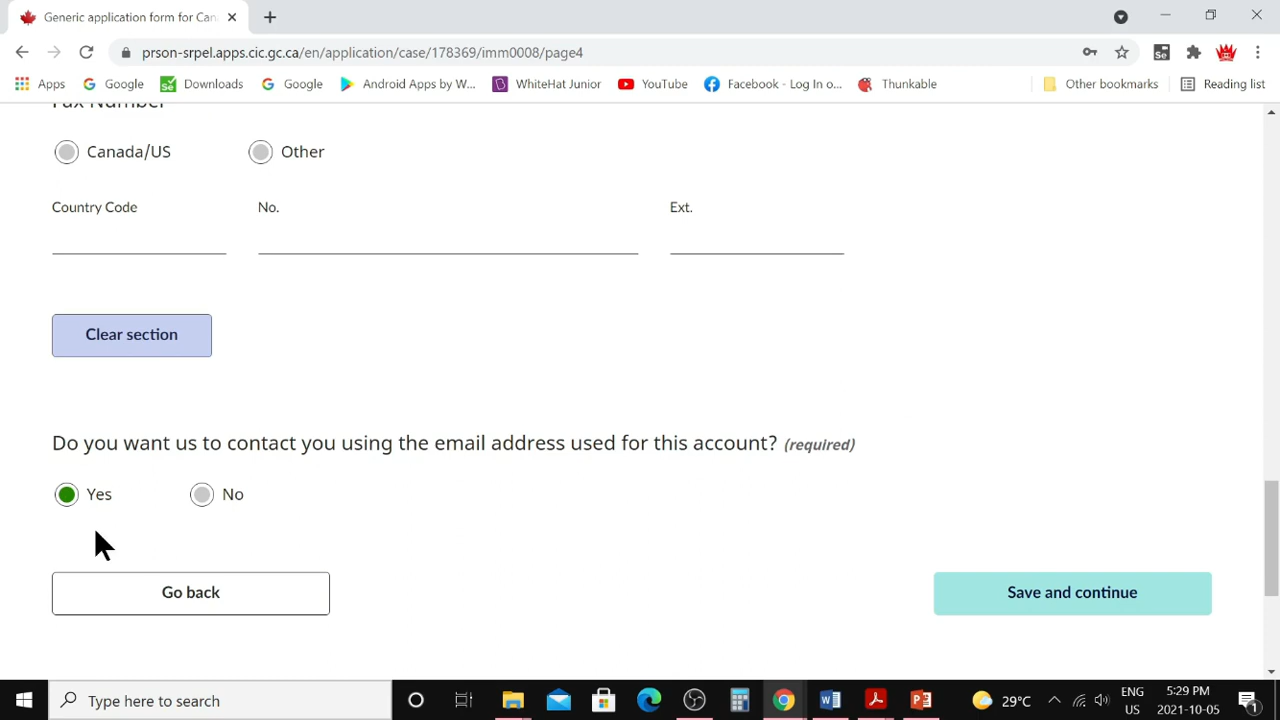 Generic application form for Can
prson-srpel.apps.cic.gc.ca/en/application/case/178369/imm0008/page4
Apps
Google
Downloads
Google
Android Apps by W...
WhiteHat Junior
YouTube
Facebook - Log In o...
Thunkable
Other bookmarks
Reading list
Fax Number
Canada/US
Other
Country Code
No.
Ext.
Clear section
Do you want us to contact you using the email address used for this account? (required)
Yes
No
Go back
Save and continue
Type here to search
29°C
ENG
US
5:29 PM
2021-10-05
1